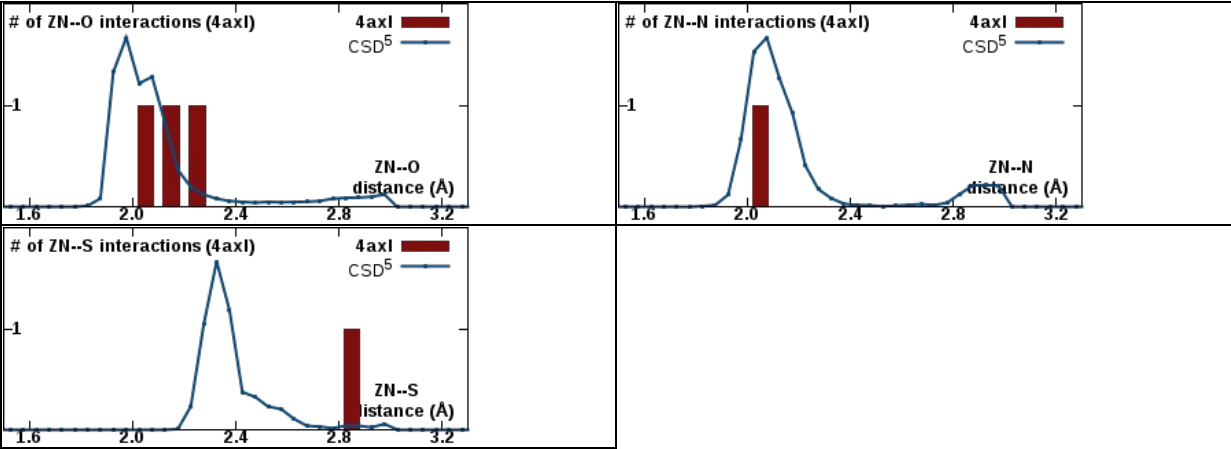 # of ZN--O interactions (4axl)
4axl
CSD5
1
ZN--O
distance (Å)
1.6 2.0 2.4 2.8 3.2
# of ZN--N interactions (4axl)
4axl
CSD5
1
ZN--N
distance (Å)
1.6 2.0 2.4 2.8 3.2
# of ZN--S interactions (4axl)
4axl
CSD5
1
ZN--S
distance (Å)
1.6 2.0 2.4 2.8 3.2